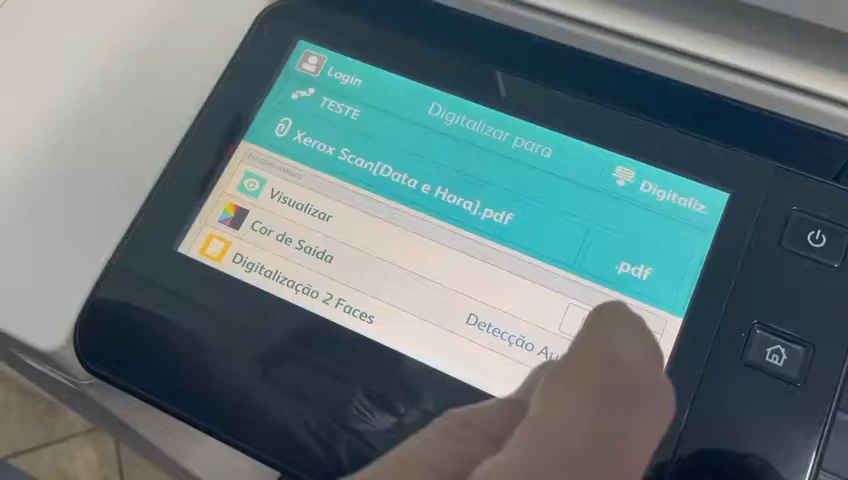 Login
Digitalizar para
TESTE
Digitaliz.
Xerox Scan[Data e Hora].pdf
.pdf
Visualizar
Cor de Saída
Detecção Au
Digitalização 2 Faces